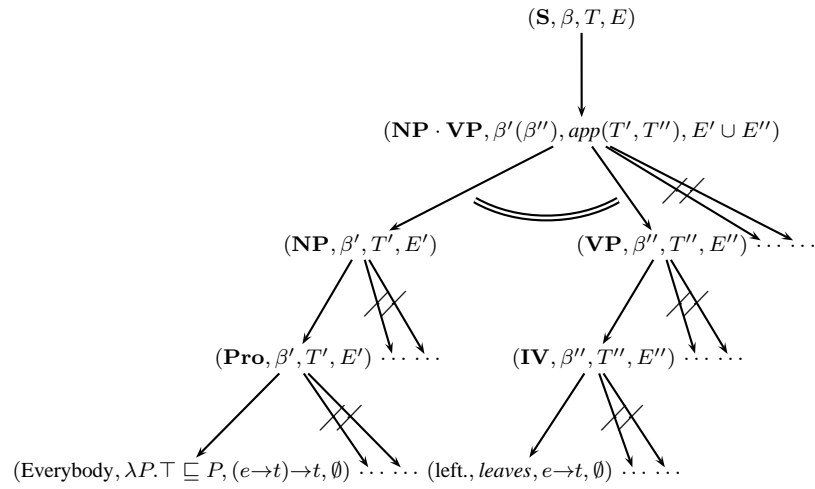 (S, β, T, E)
(NP · VP, β′(β′′), app(T′, T′′), E′ ∪ E′′)
(NP, β′, T′, E′) (VP, β′′, T′′, E′′) ··· ···
(Pro, β′, T′, E′) ··· ··· (IV, β′′, T′′, E′′) ··· ···
(Everybody, λP.⊤ ⊑ P, (e→t)→t, ∅) ··· ··· (left., leaves, e→t, ∅) ··· ···